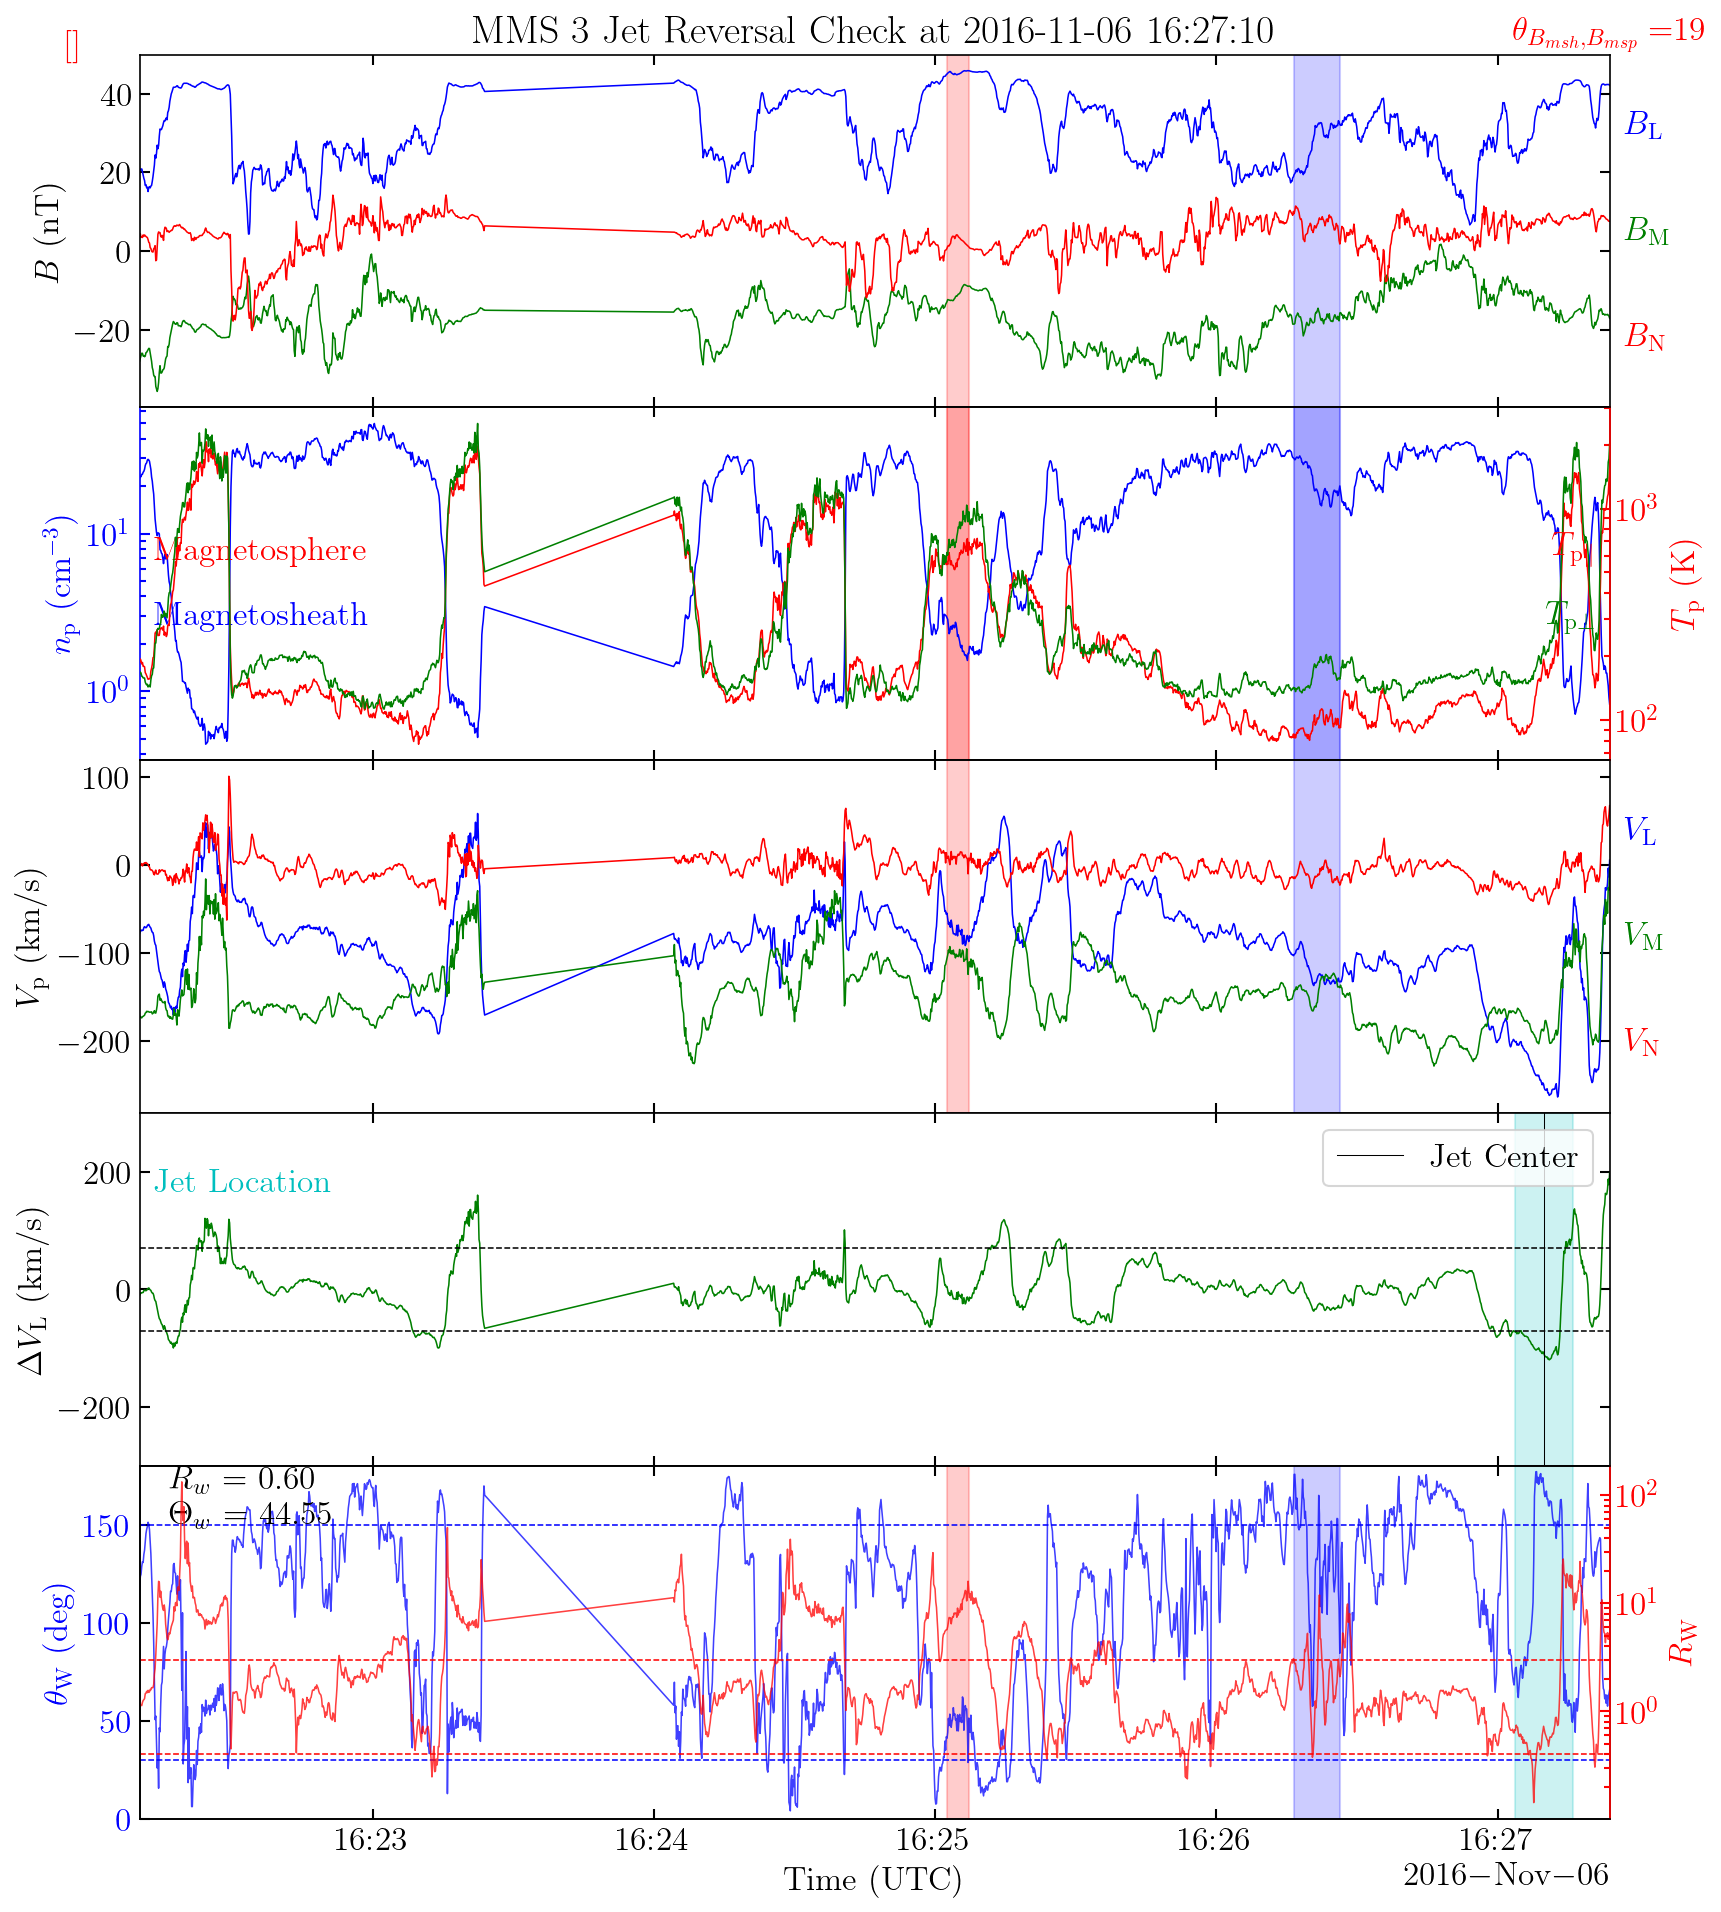 MMS 3 Jet Reversal Check at 2016-11-06 16:27:10
θ_{B_{msh},B_{msp}} =19
[]
B (nT)
40
20
0
−20
B_L
B_M
B_N
n_p (cm^{−3})
10^1
10^0
Magnetosphere
Magnetosheath
T_{p∥}
T_{p⊥}
10^3
10^2
T_p (K)
V_p (km/s)
100
0
−100
−200
V_L
V_M
V_N
ΔV_L (km/s)
200
0
−200
Jet Location
Jet Center
R_w = 0.60
Θ_w = 44.55
θ_W (deg)
150
100
50
0
10^2
10^1
10^0
R_W
16:23 16:24 16:25 16:26 16:27
Time (UTC)
2016−Nov−06